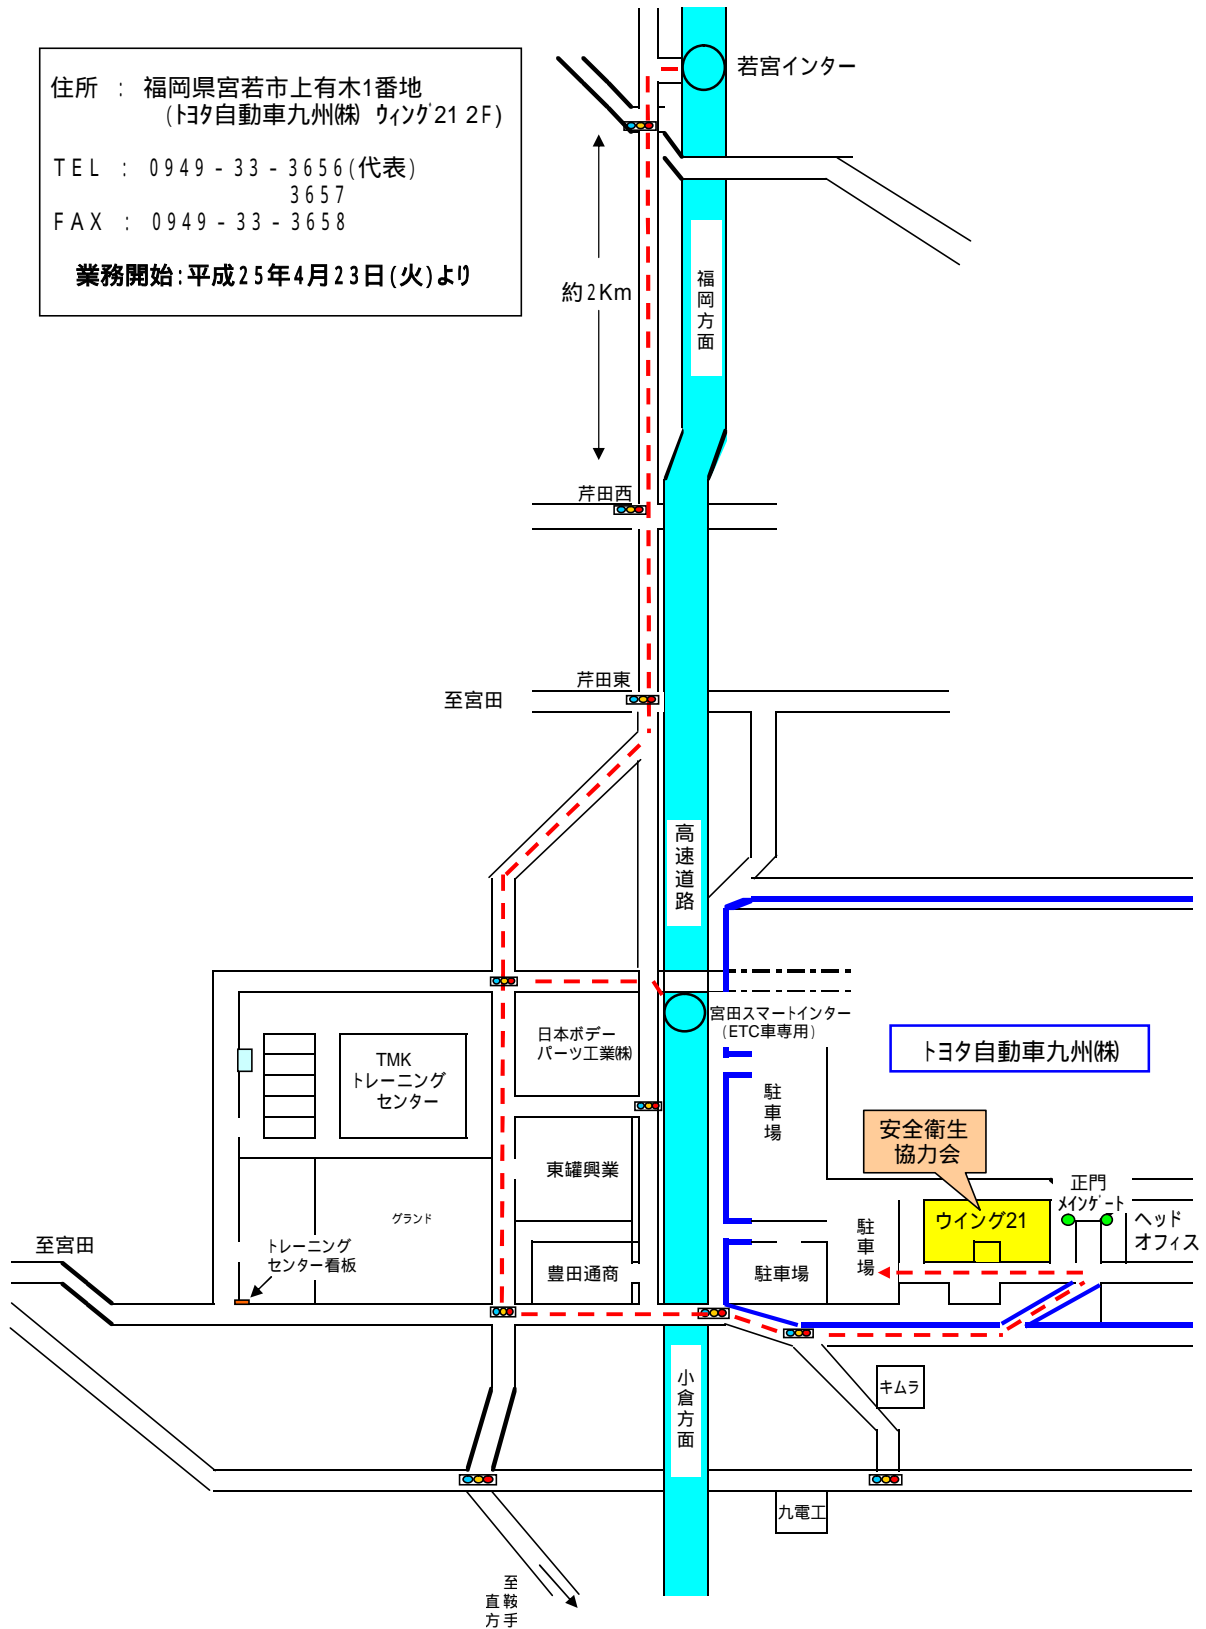 住所 : 福岡県宮若市上有木1番地
(ﾄﾖﾀ自動車九州㈱ ｳｨﾝｸﾞ21 2F)
TEL : 0949-33-3656(代表)
3657
FAX : 0949-33-3658
業務開始:平成25年4月23日(火)より
若宮インター
福岡方面
約2Km
芹田西
芹田東
至宮田
高速道路
宮田スマートインター
(ETC車専用)
日本ボデー
パーツ工業㈱
TMK
トレーニング
センター
トヨタ自動車九州㈱
駐車場
安全衛生
協力会
東罐興業
正門
ﾒｲﾝｹﾞｰﾄ
グランド
ウイング21
ヘッド
オフィス
駐車場
至宮田
トレーニング
センター看板
豊田通商
駐車場
小倉方面
キムラ
九電工
至鞍手
直方